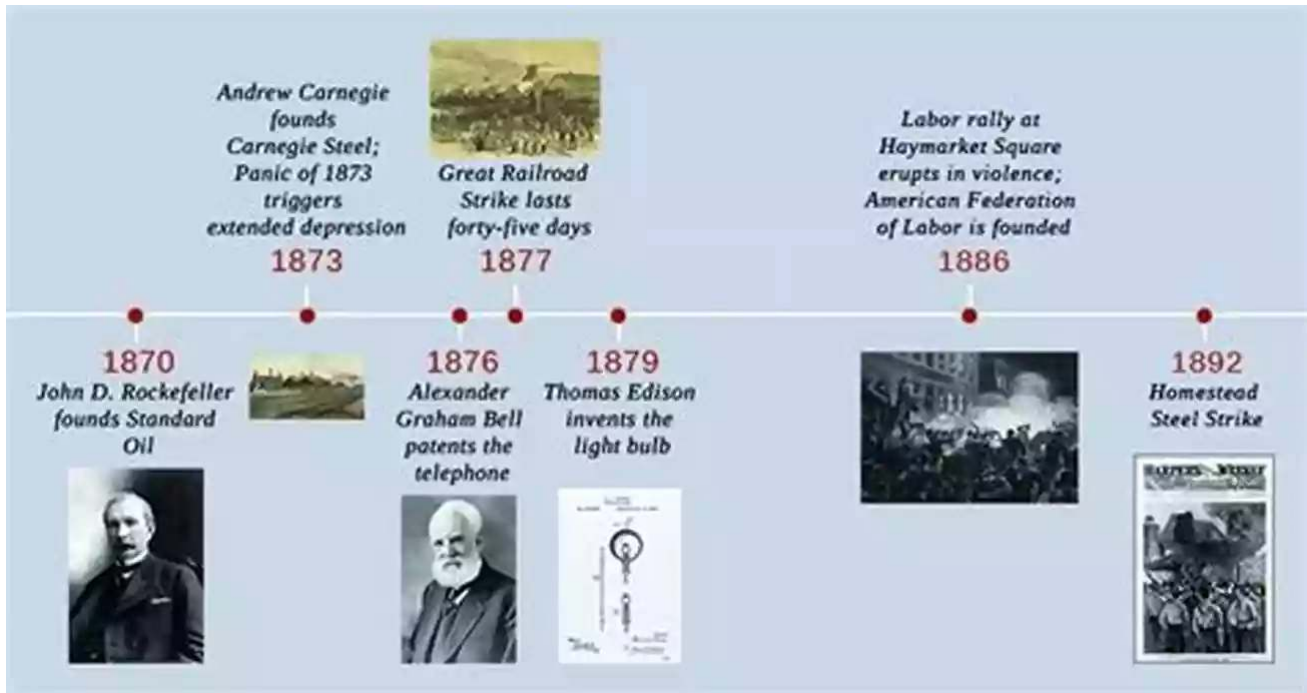 Andrew Carnegie
founds
Carnegie Steel;
Panic of 1873
triggers
extended depression
1873
Great Railroad
Strike lasts
forty-five days
1877
Labor rally at
Haymarket Square
erupts in violence;
American Federation
of Labor is founded
1886
1870
John D. Rockefeller
founds Standard
Oil
1876
Alexander
Graham Bell
patents the
telephone
1879
Thomas Edison
invents the
light bulb
1892
Homestead
Steel Strike
HARPER'S WEEKLY